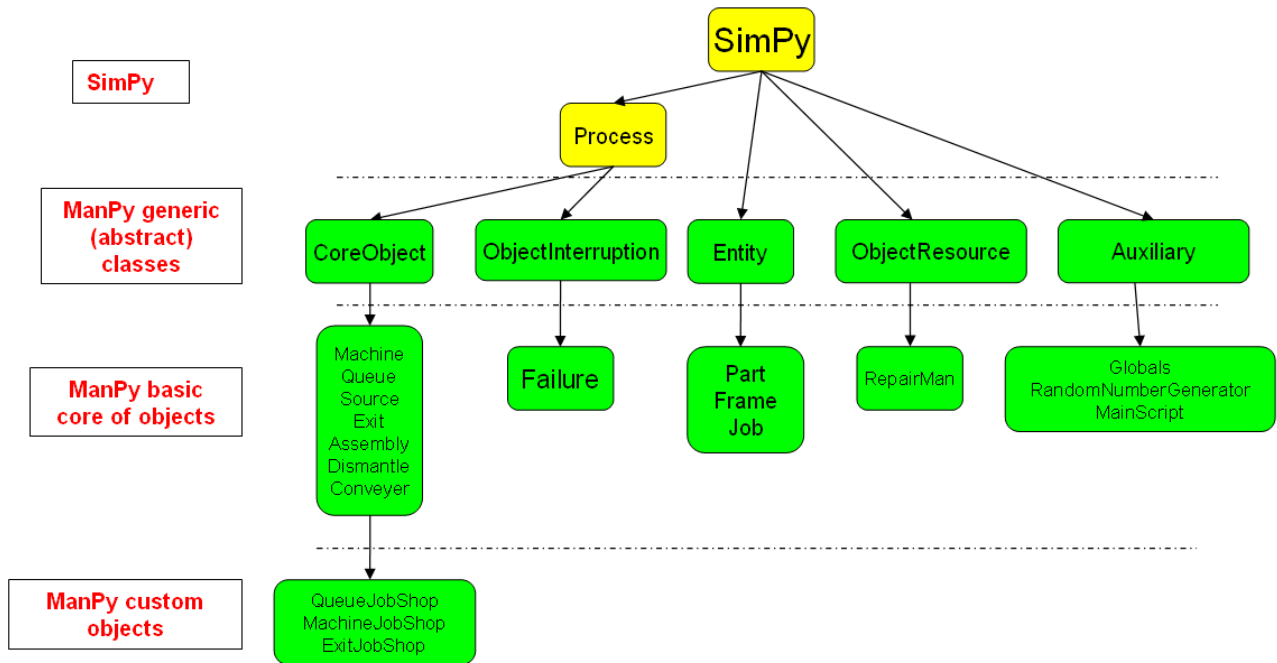 SimPy
SimPy
Process
ManPy generic
(abstract)
classes
CoreObject
ObjectInterruption
Entity
ObjectResource
Auxiliary
ManPy basic
core of objects
Machine
Queue
Source
Exit
Assembly
Dismantle
Conveyer
Failure
Part
Frame
Job
RepairMan
Globals
RandomNumberGenerator
MainScript
ManPy custom
objects
QueueJobShop
MachineJobShop
ExitJobShop